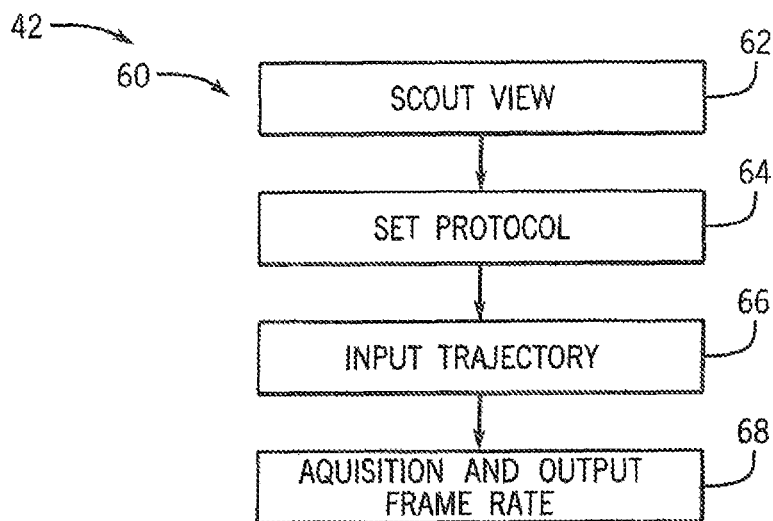 42
60
62
SCOUT VIEW
64
SET PROTOCOL
66
INPUT TRAJECTORY
68
AQUISITION AND OUTPUT
FRAME RATE